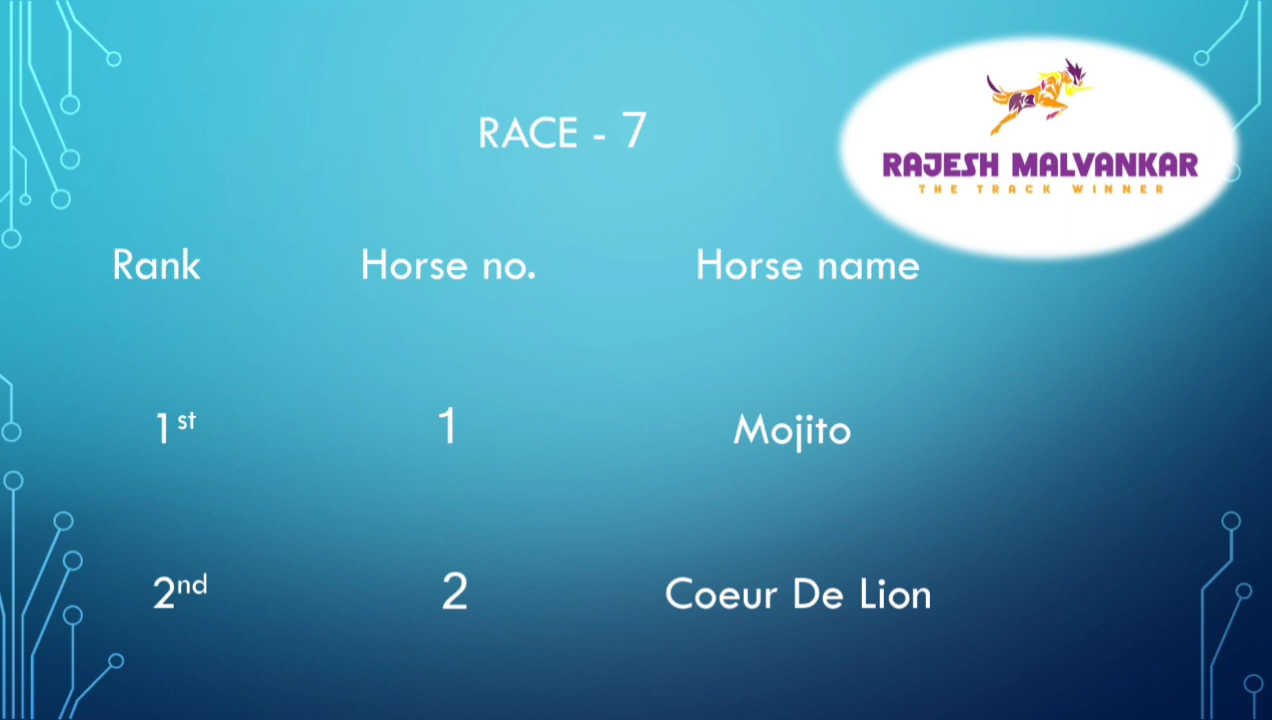 RACE - 7
RAJESH MALVANKAR
THE TRACK WINNER
Rank Horse no. Horse name
1st 1 Mojito
2nd 2 Coeur De Lion